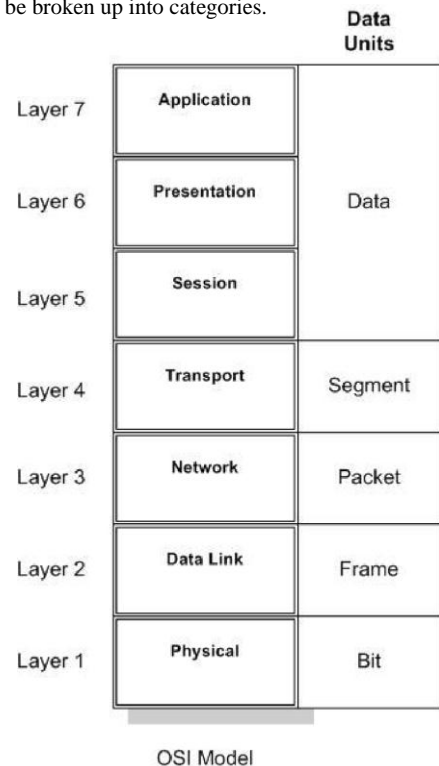 be broken up into categories.
Data
Units
Layer 7
Application
Layer 6
Presentation
Data
Layer 5
Session
Layer 4
Transport
Segment
Layer 3
Network
Packet
Layer 2
Data Link
Frame
Layer 1
Physical
Bit
OSI Model